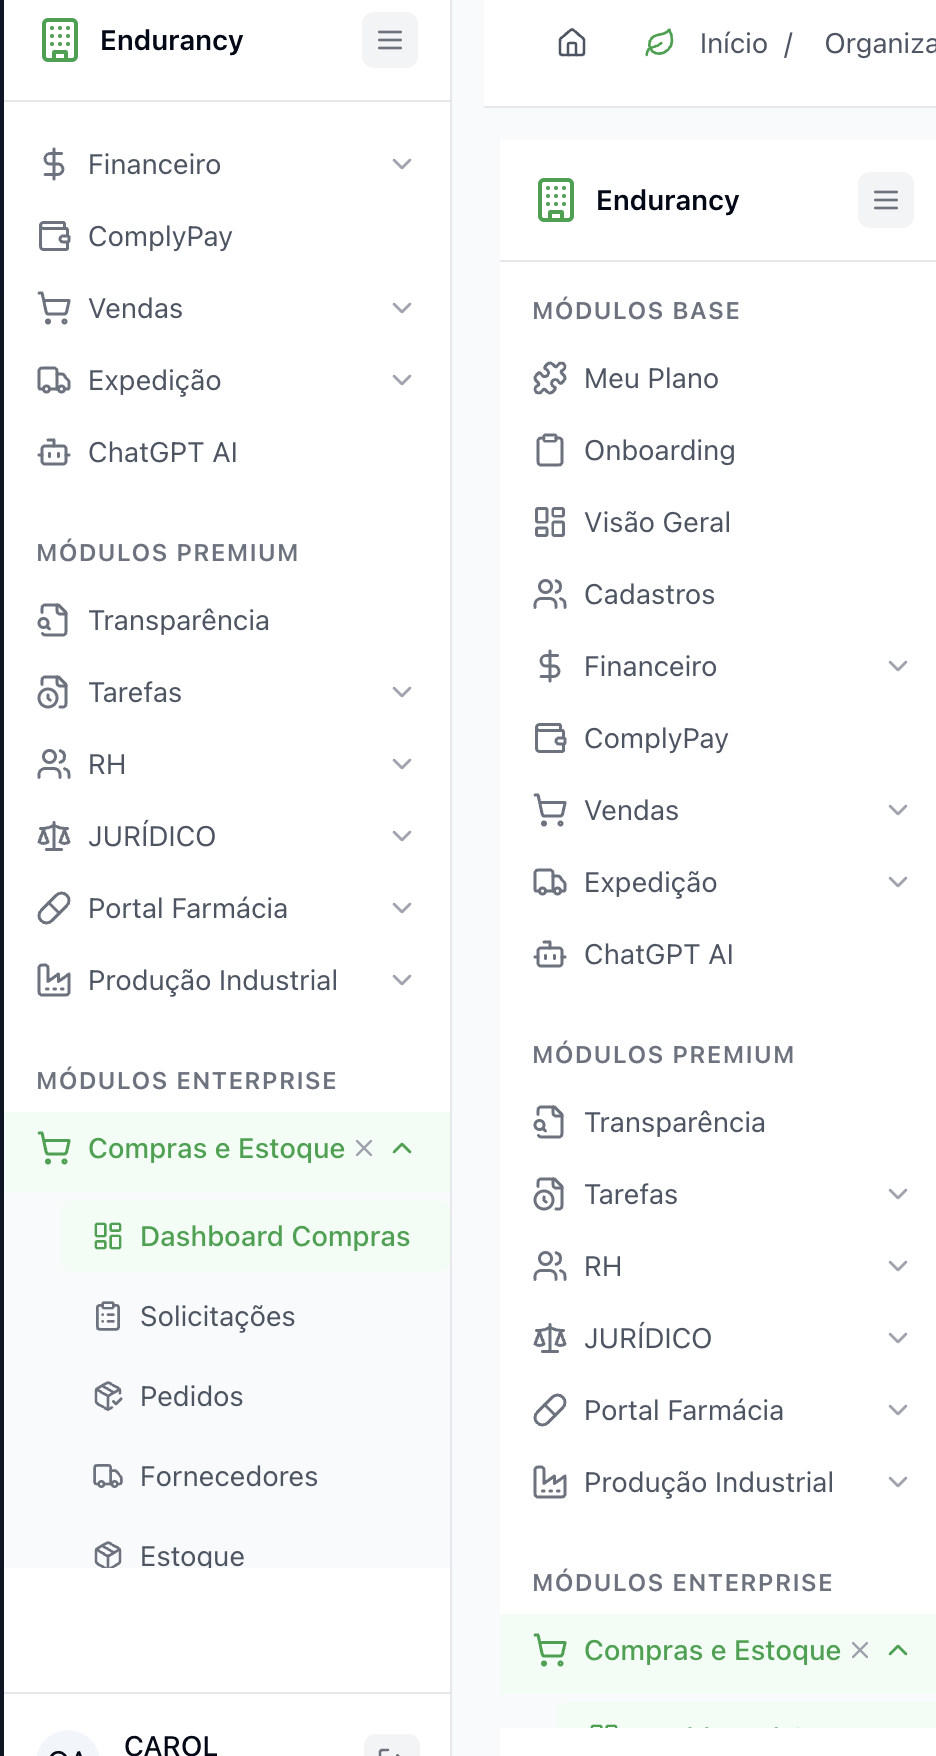 Endurancy
Financeiro
ComplyPay
Vendas
Expedição
ChatGPT AI
MÓDULOS PREMIUM
Transparência
Tarefas
RH
JURÍDICO
Portal Farmácia
Produção Industrial
MÓDULOS ENTERPRISE
Compras e Estoque
Dashboard Compras
Solicitações
Pedidos
Fornecedores
Estoque
CAROL
Início / Organiza
Endurancy
MÓDULOS BASE
Meu Plano
Onboarding
Visão Geral
Cadastros
Financeiro
ComplyPay
Vendas
Expedição
ChatGPT AI
MÓDULOS PREMIUM
Transparência
Tarefas
RH
JURÍDICO
Portal Farmácia
Produção Industrial
MÓDULOS ENTERPRISE
Compras e Estoque